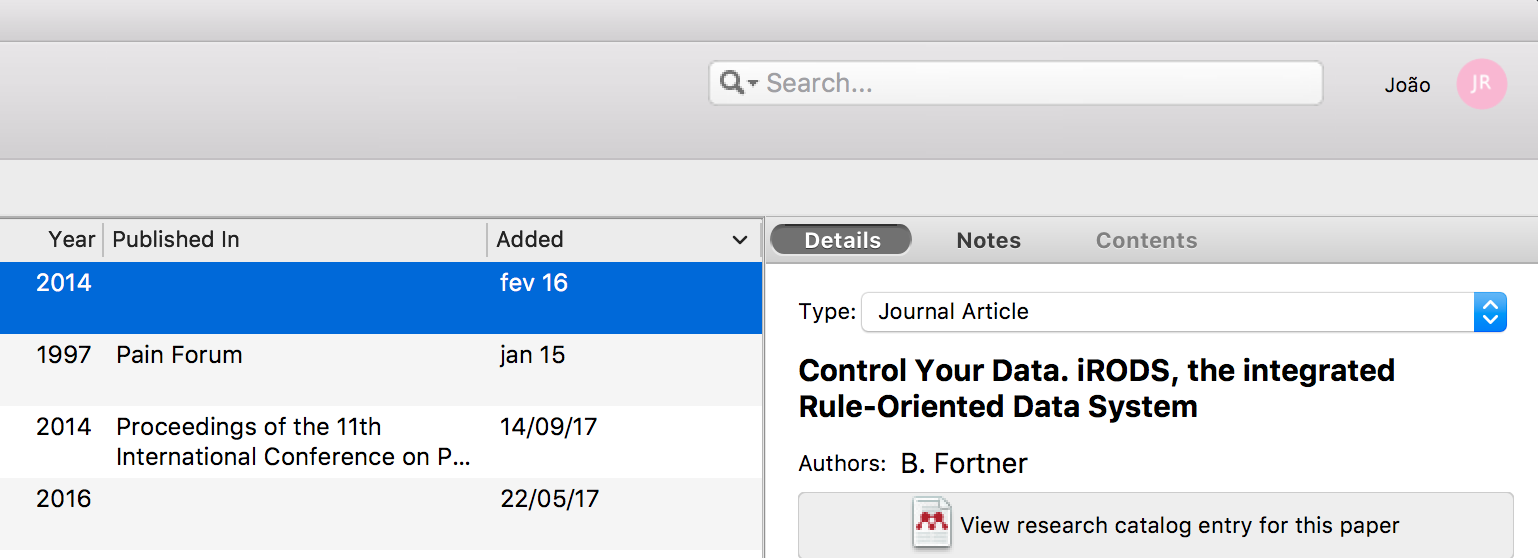 Search...
João
JR
Year Published In Added
Details Notes Contents
2014 fev 16
1997 Pain Forum jan 15
2014 Proceedings of the 11th 14/09/17
International Conference on P...
2016 22/05/17
Type: Journal Article
Control Your Data. iRODS, the integrated
Rule-Oriented Data System
Authors: B. Fortner
View research catalog entry for this paper